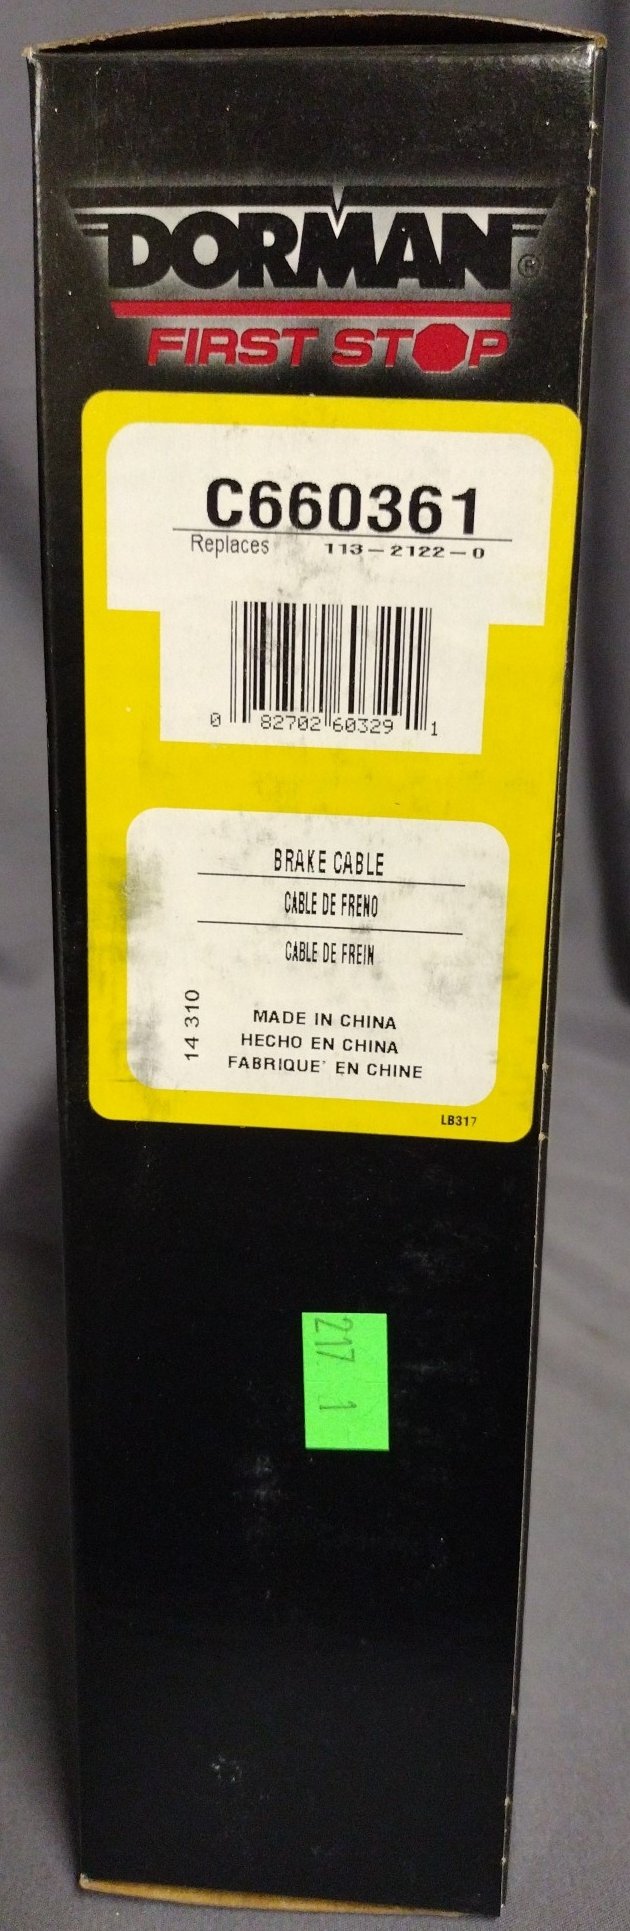 DORMAN®
FIRST STOP
C660361
Replaces 113-2122-0
0 82702 60329 1
BRAKE CABLE
CABLE DE FRENO
CABLE DE FREIN
14 310
MADE IN CHINA
HECHO EN CHINA
FABRIQUE' EN CHINE
LB317
217 1